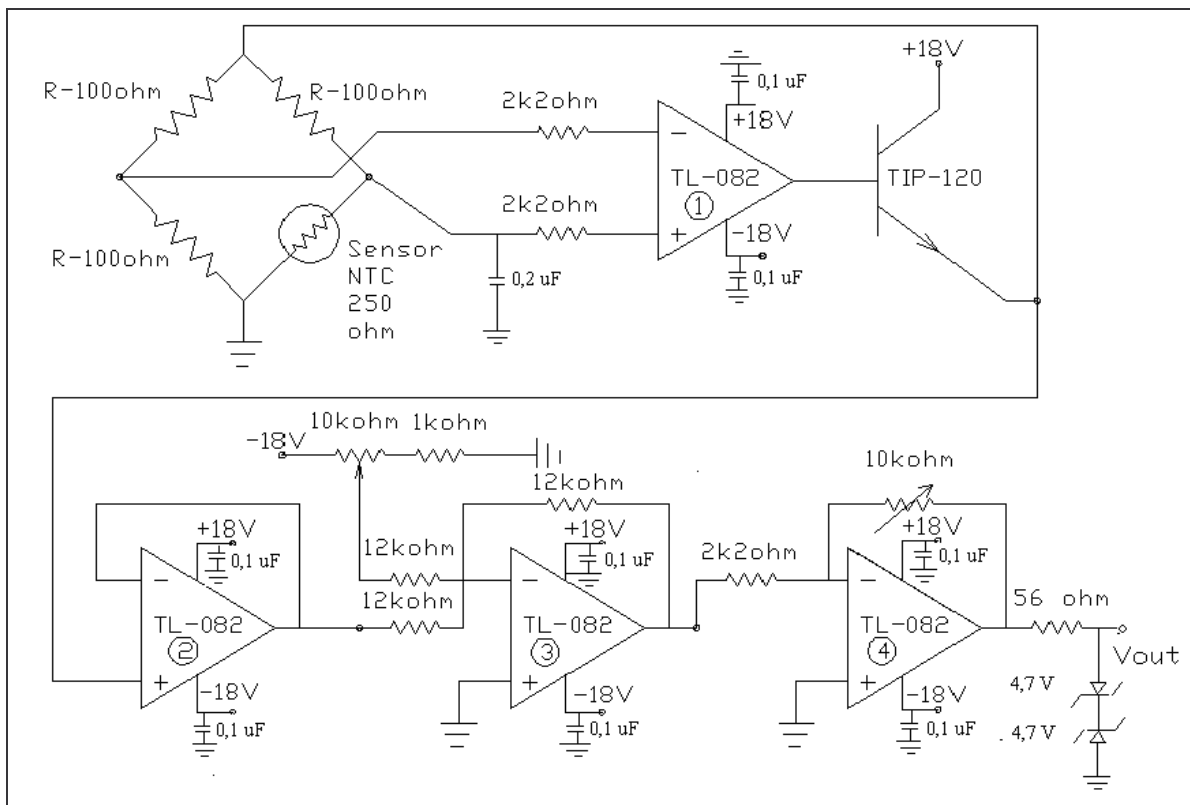 +18V
0,1 uF
R-100ohm
R-100ohm
2k2ohm
+18V
−
TL-082
1
TIP-120
2k2ohm
+
-18V
0,1 uF
R-100ohm
Sensor
NTC
250
ohm
0,2 uF
10kohm
1kohm
-18V
12kohm
10kohm
+18V
0,1 uF
12kohm
+18V
0,1 uF
2k2ohm
+18V
0,1 uF
−
TL-082
2
+
-18V
0,1 uF
12kohm
−
TL-082
3
+
-18V
0,1 uF
−
TL-082
4
+
-18V
0,1 uF
56 ohm
Vout
4,7 V
4,7 V